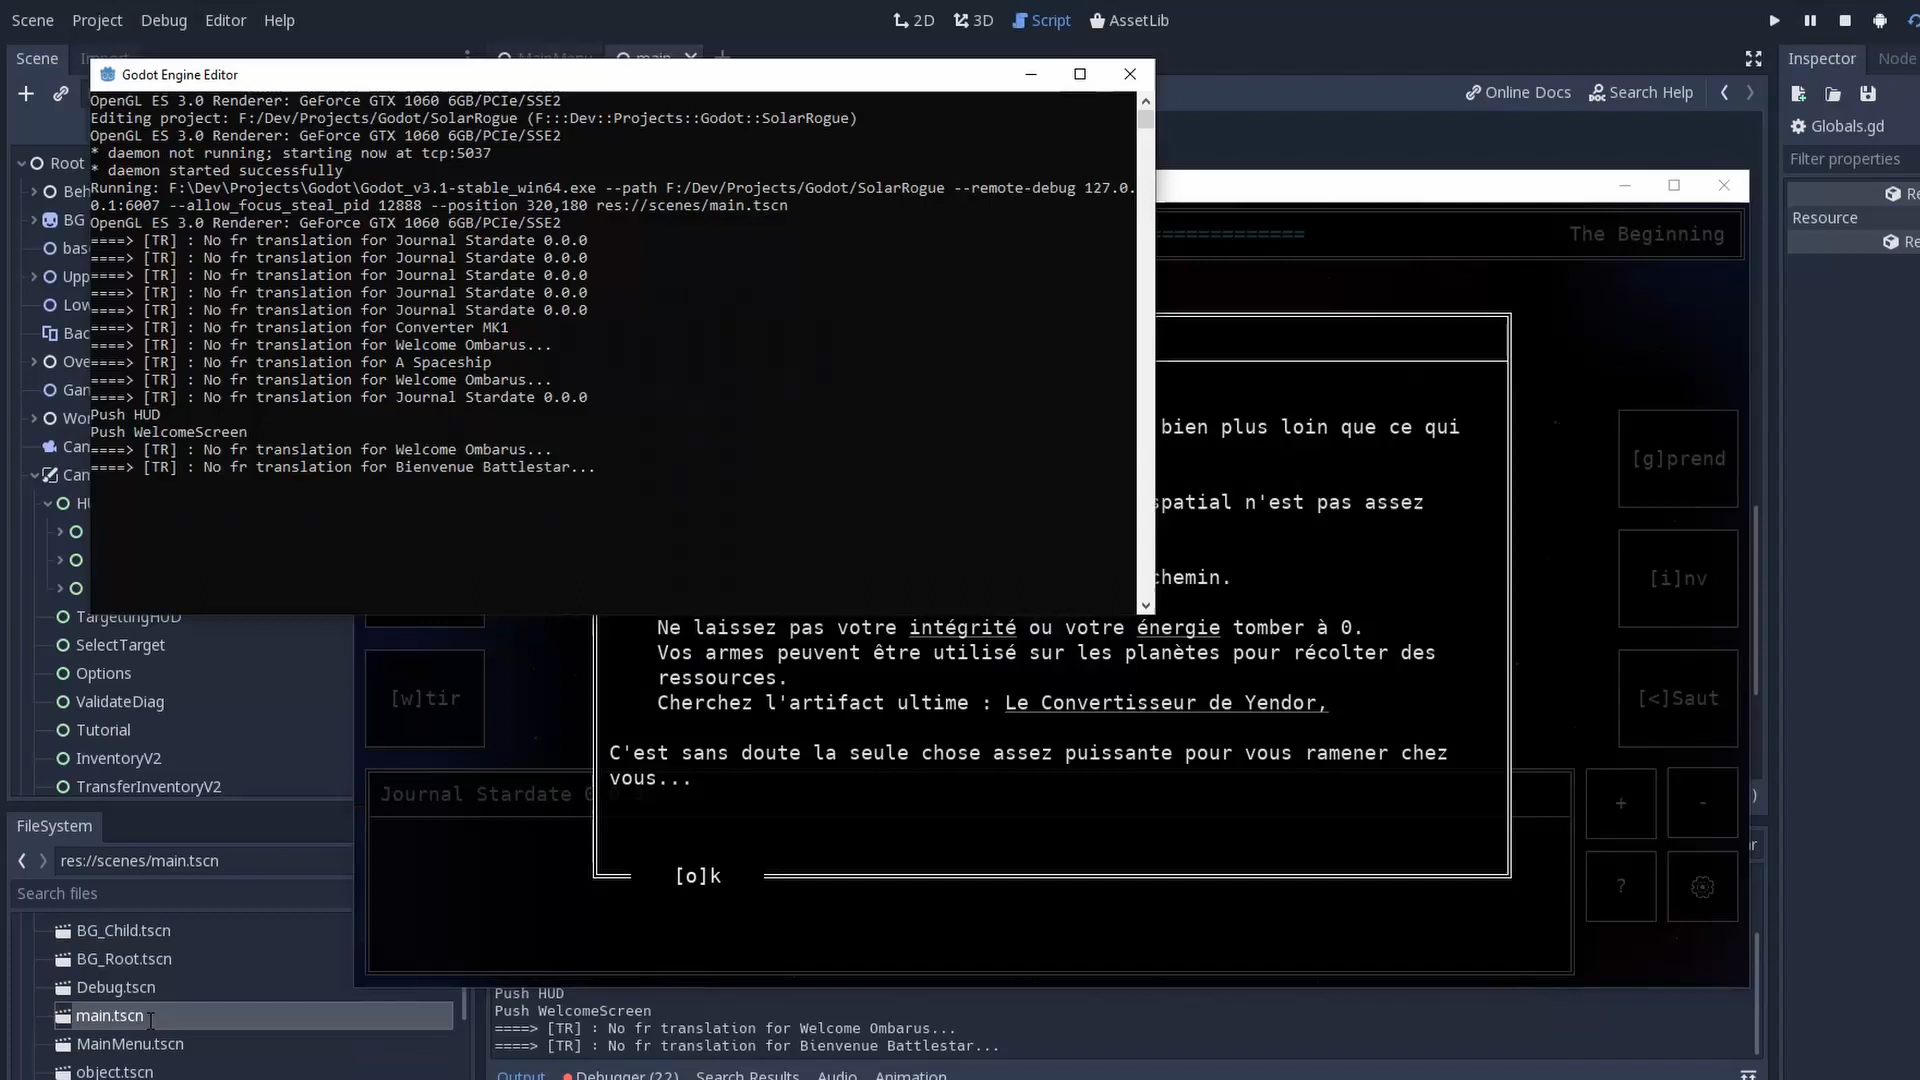 Scene Project Debug Editor Help
2D 3D Script AssetLib
Scene
MainMenu main
Inspector Node
Godot Engine Editor
Online Docs Search Help
Globals.gd
Filter properties
Resource
OpenGL ES 3.0 Renderer: GeForce GTX 1060 6GB/PCIe/SSE2
Editing project: F:/Dev/Projects/Godot/SolarRogue (F:::Dev::Projects::Godot::SolarRogue)
OpenGL ES 3.0 Renderer: GeForce GTX 1060 6GB/PCIe/SSE2
* daemon not running; starting now at tcp:5037
* daemon started successfully
Running: F:\Dev\Projects\Godot\Godot_v3.1-stable_win64.exe --path F:/Dev/Projects/Godot/SolarRogue --remote-debug 127.0.
0.1:6007 --allow_focus_steal_pid 12888 --position 320,180 res://scenes/main.tscn
OpenGL ES 3.0 Renderer: GeForce GTX 1060 6GB/PCIe/SSE2
====> [TR] : No fr translation for Journal Stardate 0.0.0
====> [TR] : No fr translation for Journal Stardate 0.0.0
====> [TR] : No fr translation for Journal Stardate 0.0.0
====> [TR] : No fr translation for Journal Stardate 0.0.0
====> [TR] : No fr translation for Journal Stardate 0.0.0
====> [TR] : No fr translation for Converter MK1
====> [TR] : No fr translation for Welcome Ombarus...
====> [TR] : No fr translation for A Spaceship
====> [TR] : No fr translation for Welcome Ombarus...
====> [TR] : No fr translation for Journal Stardate 0.0.0
Push HUD
Push WelcomeScreen
====> [TR] : No fr translation for Welcome Ombarus...
====> [TR] : No fr translation for Bienvenue Battlestar...
Root
Beh
BG
bas
Upp
Low
Bac
Ove
Gan
Wor
Can
Can
HU
TargettingHUD
SelectTarget
Options
ValidateDiag
Tutorial
InventoryV2
TransferInventoryV2
============= The Beginning
bien plus loin que ce qui
spatial n'est pas assez
chemin.
Ne laissez pas votre intégrité ou votre énergie tomber à 0.
Vos armes peuvent être utilisé sur les planètes pour récolter des
ressources.
Cherchez l'artifact ultime : Le Convertisseur de Yendor,
C'est sans doute la seule chose assez puissante pour vous ramener chez
vous...
[o]k
[w]tir
[g]prend
[i]nv
[<]Saut
+ -
?
Journal Stardate 0
FileSystem
res://scenes/main.tscn
Search files
BG_Child.tscn
BG_Root.tscn
Debug.tscn
main.tscn
MainMenu.tscn
object.tscn
Push HUD
Push WelcomeScreen
====> [TR] : No fr translation for Welcome Ombarus...
====> [TR] : No fr translation for Bienvenue Battlestar...
Output Debugger (22) Search Results Audio Animation